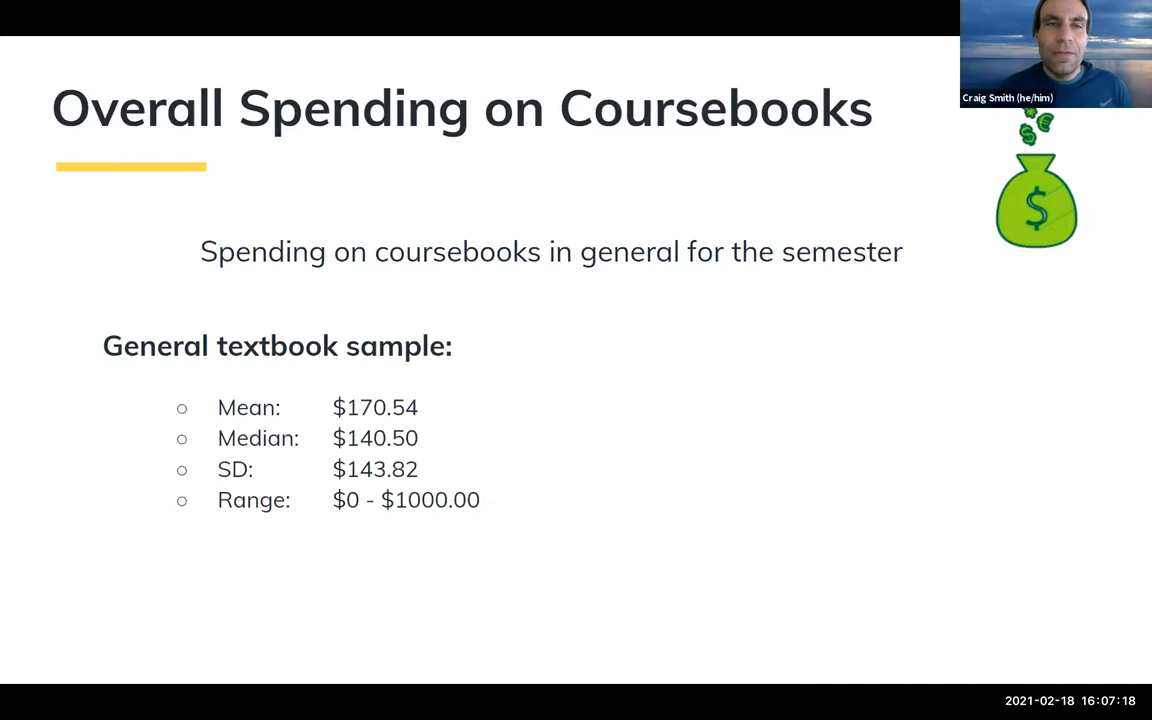 Overall Spending on Coursebooks
Craig Smith (he/him)
$ €
$
Spending on coursebooks in general for the semester
General textbook sample:
○ Mean: $170.54
○ Median: $140.50
○ SD: $143.82
○ Range: $0 - $1000.00
2021-02-18 16:07:18